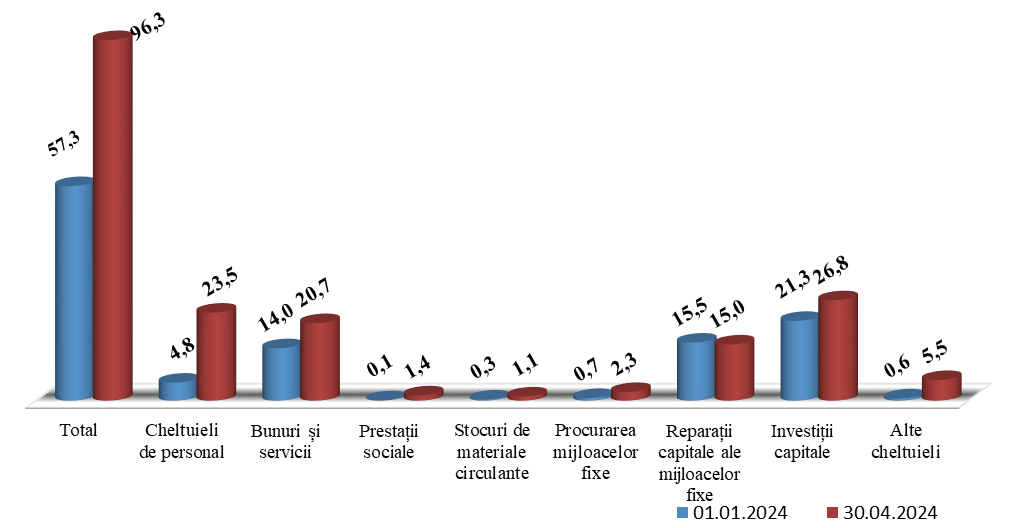 96,3
57,3
23,5
4,8
14,0
20,7
0,1
1,4
0,3
1,1
0,7
2,3
15,5
15,0
21,3
26,8
0,6
5,5
Total
Cheltuieli
de personal
Bunuri și
servicii
Prestații
sociale
Stocuri de
materiale
circulante
Procurarea
mijloacelor
fixe
Reparații
capitale ale
mijloacelor
fixe
Investiții
capitale
Alte
cheltuieli
01.01.2024
30.04.2024